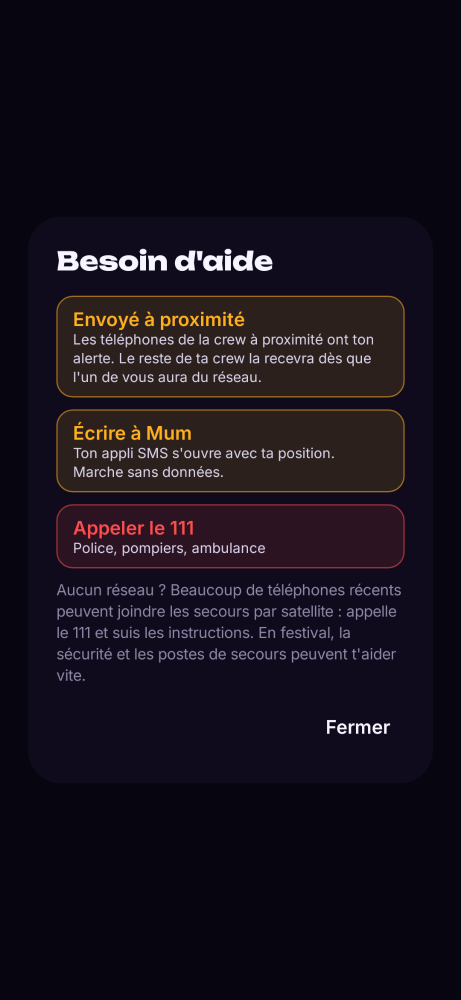 Besoin d'aide
Envoyé à proximité
Les téléphones de la crew à proximité ont ton
alerte. Le reste de ta crew la recevra dès que
l'un de vous aura du réseau.
Écrire à Mum
Ton appli SMS s'ouvre avec ta position.
Marche sans données.
Appeler le 111
Police, pompiers, ambulance
Aucun réseau ? Beaucoup de téléphones récents
peuvent joindre les secours par satellite : appelle
le 111 et suis les instructions. En festival, la
sécurité et les postes de secours peuvent t'aider
vite.
Fermer